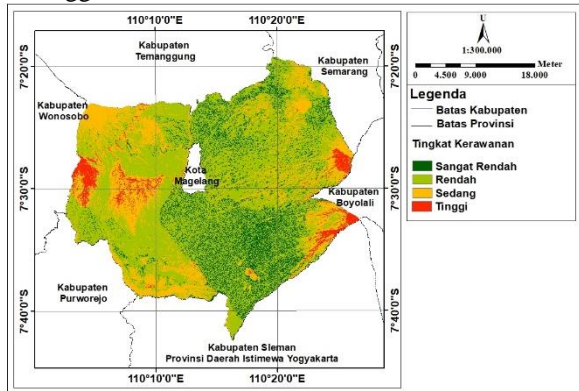 110°10'0"E
110°20'0"E
Kabupaten
Temanggung
Kabupaten
Semarang
Kabupaten
Wonosobo
Kota
Magelang
Kabupaten
Boyolali
Kabupaten
Purworejo
Kabupaten Sleman
Provinsi Daerah Istimewa Yogyakarta
7°20'0"S
7°30'0"S
7°40'0"S
7°20'0"S
7°30'0"S
7°40'0"S
110°10'0"E
110°20'0"E
U
1:300.000
Meter
0 4.500 9.000 18.000
Legenda
Batas Kabupaten
Batas Provinsi
Tingkat Kerawanan
Sangat Rendah
Rendah
Sedang
Tinggi